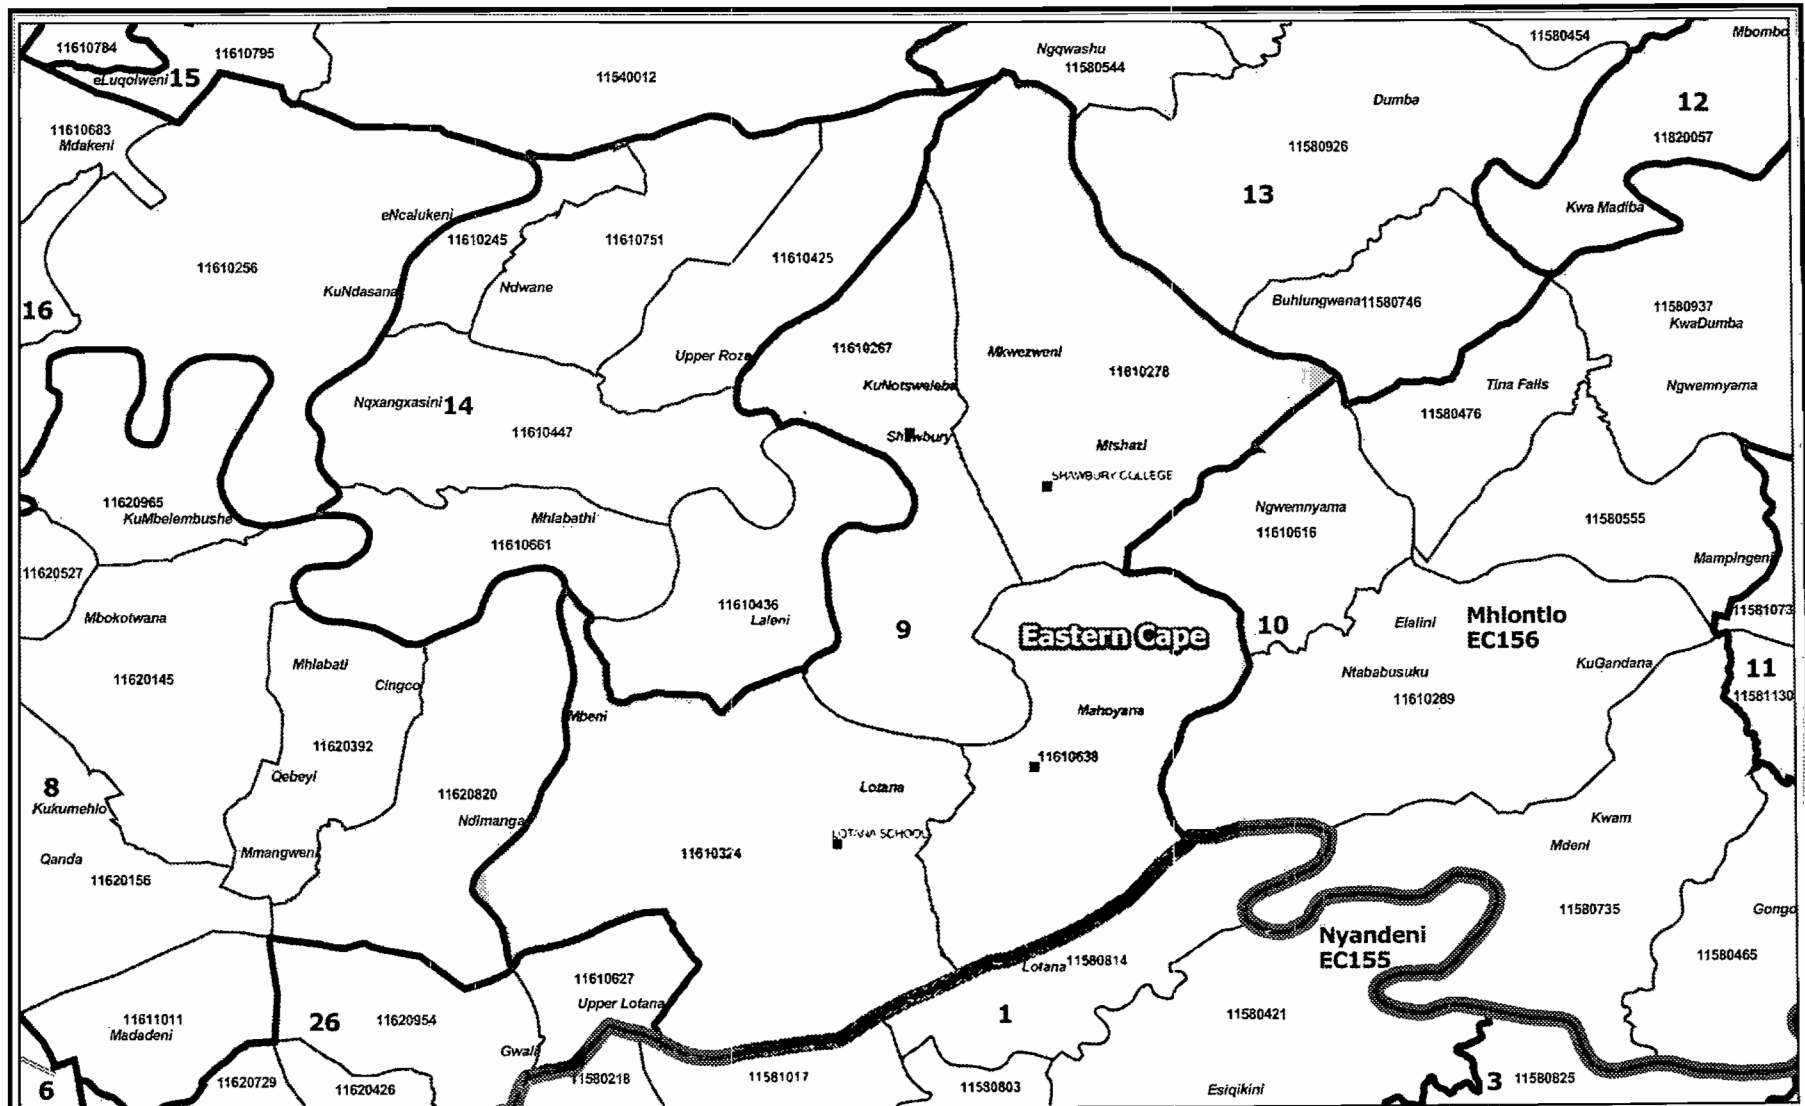 11610784
11610795
eLuqolweni
15
11540012
Ngqwashu
11580544
11580454
Mbombo
Dumba
12
11820057
11610683
Mdakeni
11580926
13
Kwa Madiba
eNcalukeni
11610245
11610751
11610425
11610256
KuNdasana
Ndwane
Buhlungwana
11580746
11580937
KwaDumba
16
Upper Roza
11610267
Mkwezweni
11610278
Tina Falls
Ngwemnyama
KuNotsweleba
Nqxangxasini
14
11610447
11580476
Shawbury
Mtshazi
SHAWBURY COLLEGE
11620965
KuMbelembushe
Mhlabathi
11610661
Ngwemnyama
11610616
11580555
Mampingeni
11620527
Mbokotwana
11610436
Laleni
9
Eastern Cape
10
Elalini
Mhlontlo
EC156
11581073
Mhlabati
Cingco
11620145
Ntababusuku
11610289
KuGandana
11
11581130
Mbeni
Mahoyana
11620392
11610638
Qebeyi
8
Kukumehlo
11620820
Ndimanga
Lotana
LOTANA SCHOOL
Kwam
Mdeni
Qanda
11620156
Mmangweni
11610324
11580735
Gongo
Nyandeni
EC155
11580465
Lotana
11580814
11610627
Upper Lotana
11611011
Madadeni
26
11620954
1
11580421
Gwali
6
11620729
11620426
11580218
11581017
11580803
Esiqikini
3
11580825